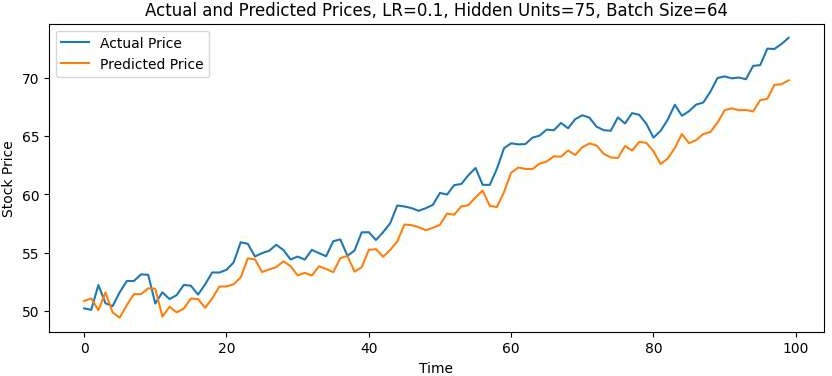 Actual and Predicted Prices, LR=0.1, Hidden Units=75, Batch Size=64
Actual Price
Predicted Price
Stock Price
70
65
60
55
50
0 20 40 60 80 100
Time